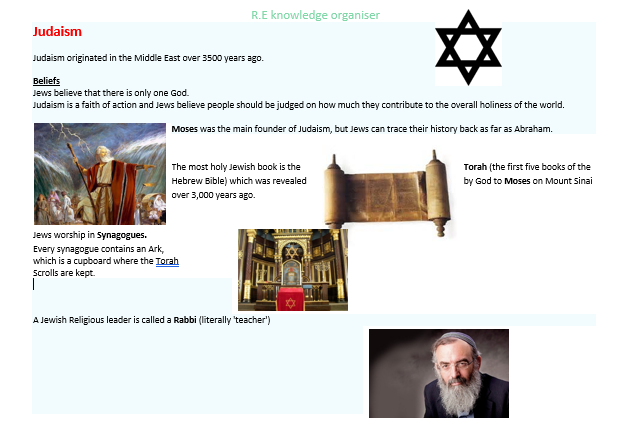 R.E knowledge organiser
Judaism
Judaism originated in the Middle East over 3500 years ago.
Beliefs
Jews believe that there is only one God.
Judaism is a faith of action and Jews believe people should be judged on how much they contribute to the overall holiness of the world.
Moses was the main founder of Judaism, but Jews can trace their history back as far as Abraham.
The most holy Jewish book is the Torah (the first five books of the
Hebrew Bible) which was revealed by God to Moses on Mount Sinai
over 3,000 years ago.
Jews worship in Synagogues.
Every synagogue contains an Ark,
which is a cupboard where the Torah
Scrolls are kept.
A Jewish Religious leader is called a Rabbi (literally 'teacher')